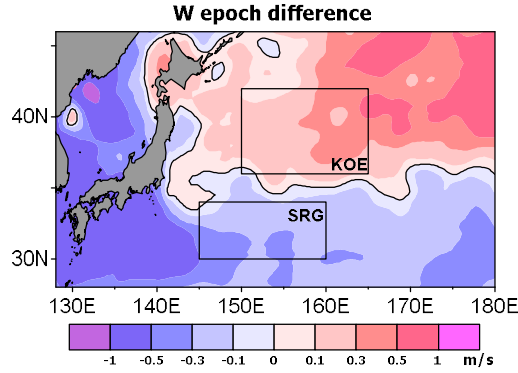 W epoch difference
40N
KOE
SRG
30N
130E 140E 150E 160E 170E 180E
-1 -0.5 -0.3 -0.1 0 0.1 0.3 0.5 1 m/s